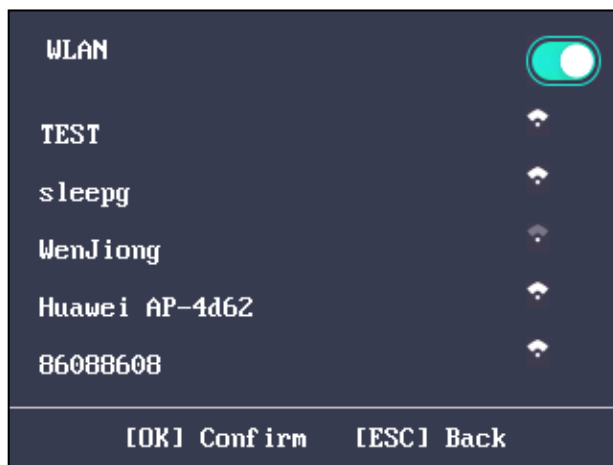 WLAN
TEST
sleepg
WenJiong
Huawei AP-4d62
86088608
[OK] Confirm [ESC] Back